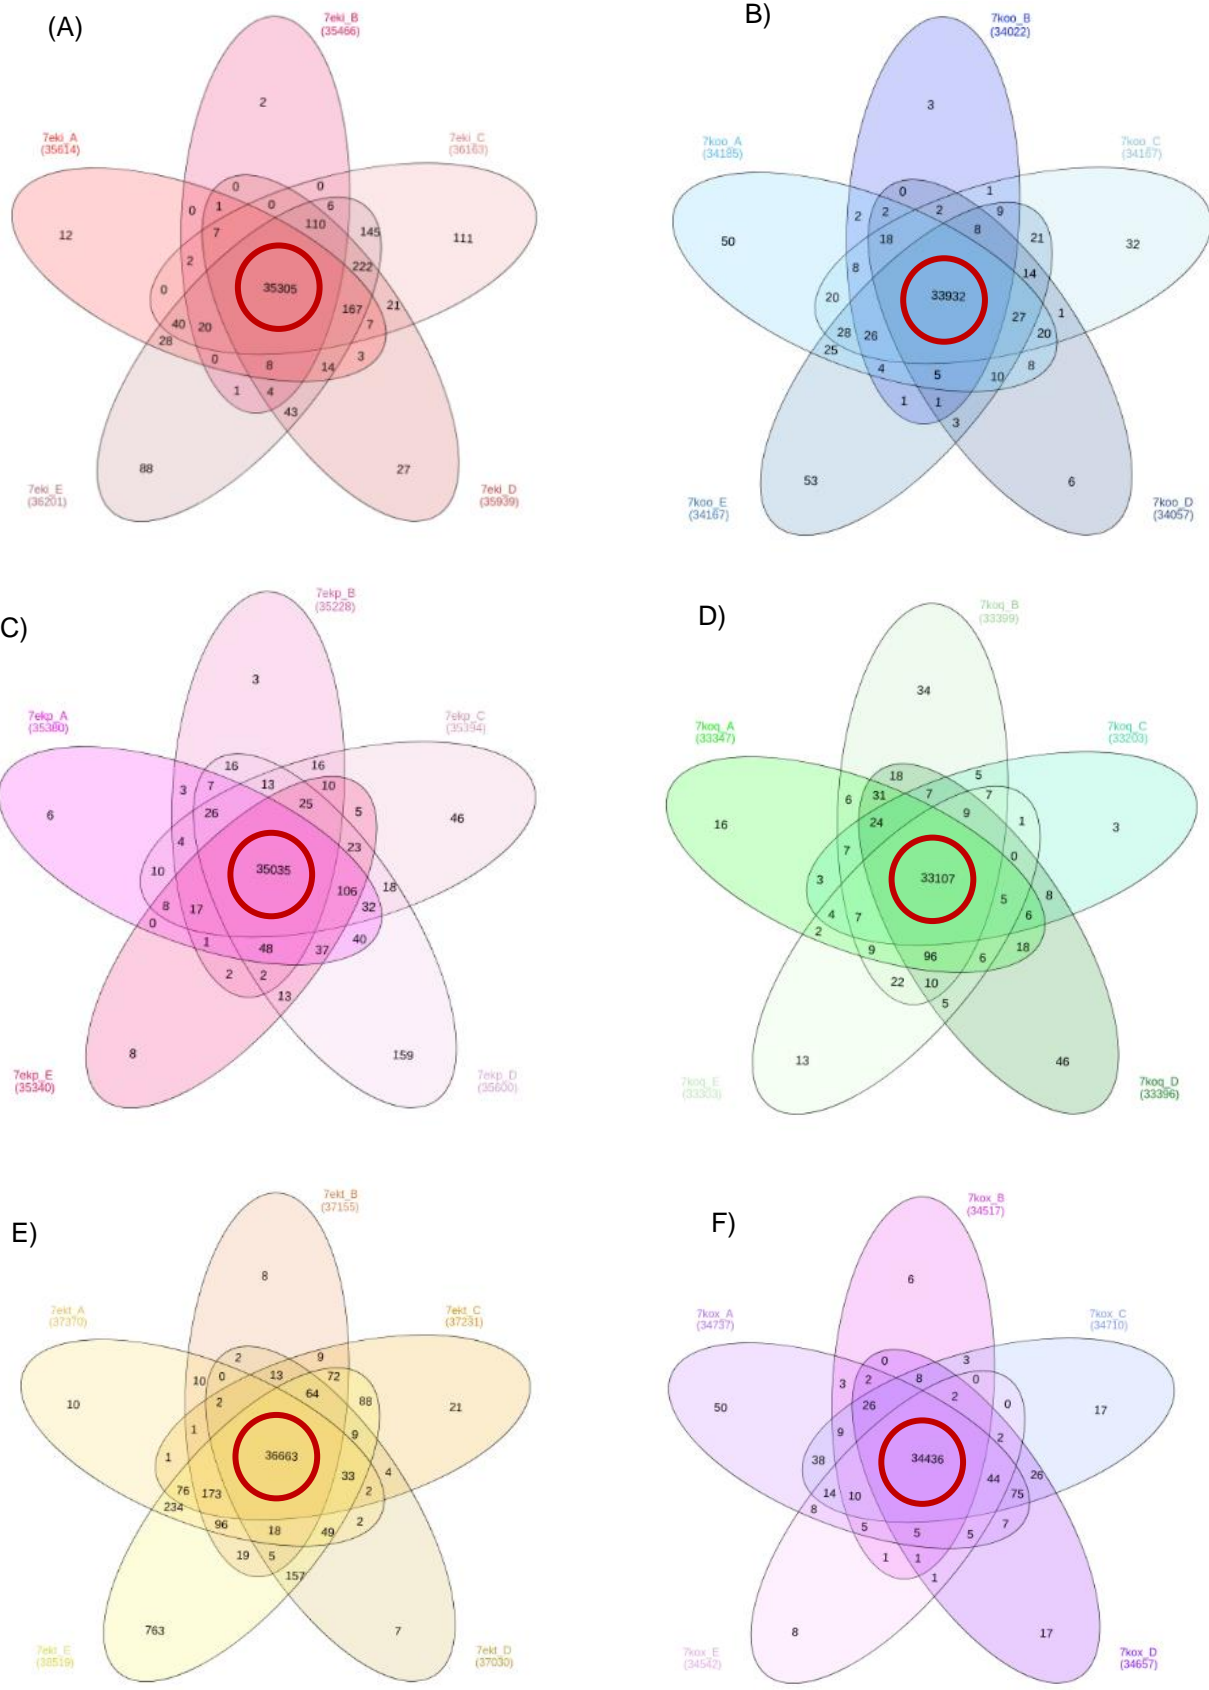 (A)
7eki_B
(35466)
2
7eki_A
(35614)
7eki_C
(36163)
0 0
0 1 0 6
7 110 145
12 111
2 222
0 35305 21
167
40 20 7
28
0 8 14 3
1 4
43
88 27
7eki_E
(36201)
7eki_D
(35939)
B)
7koo_B
(34022)
3
7koo_A
(34185)
7koo_C
(34167)
0 1
2 2 2 9
18 8 21
50 32
8 14
20 33932 1
27
28 26 20
25
4 5 10 8
1 1
3
53 6
7koo_E
(34167)
7koo_D
(34057)
C)
7ekp_B
(35228)
3
7ekp_A
(35380)
7ekp_C
(35394)
16 16
3 7 13 10
26 25 5
6 46
4 23
10 35035 18
106
8 17 32
0
1 48 37 40
2 2
13
8 159
7ekp_E
(35340)
7ekp_D
(35600)
D)
7koq_B
(33399)
34
7koq_A
(33347)
7koq_C
(33203)
18 5
6 31 7 7
24 9 1
16 3
7 0
3 33107 8
5
4 7 6
2
9 96 6 18
22 10
5
13 46
7koq_E
(33303)
7koq_D
(33396)
E)
7ekt_B
(37155)
8
7ekt_A
(37370)
7ekt_C
(37231)
2 9
10 0 13 72
2 64 88
10 21
1 9
1 36663 4
33
76 173 2
234
96 18 49 2
19 5
157
763 7
7ekt_E
(38519)
7ekt_D
(37030)
F)
7kox_B
(34517)
6
7kox_A
(34737)
7kox_C
(34710)
0 3
3 2 8 0
26 2 0
50 17
9 2
38 34436 26
44
14 10 75
8
5 5 5 7
1 1
1
8 17
7kox_E
(34542)
7kox_D
(34657)